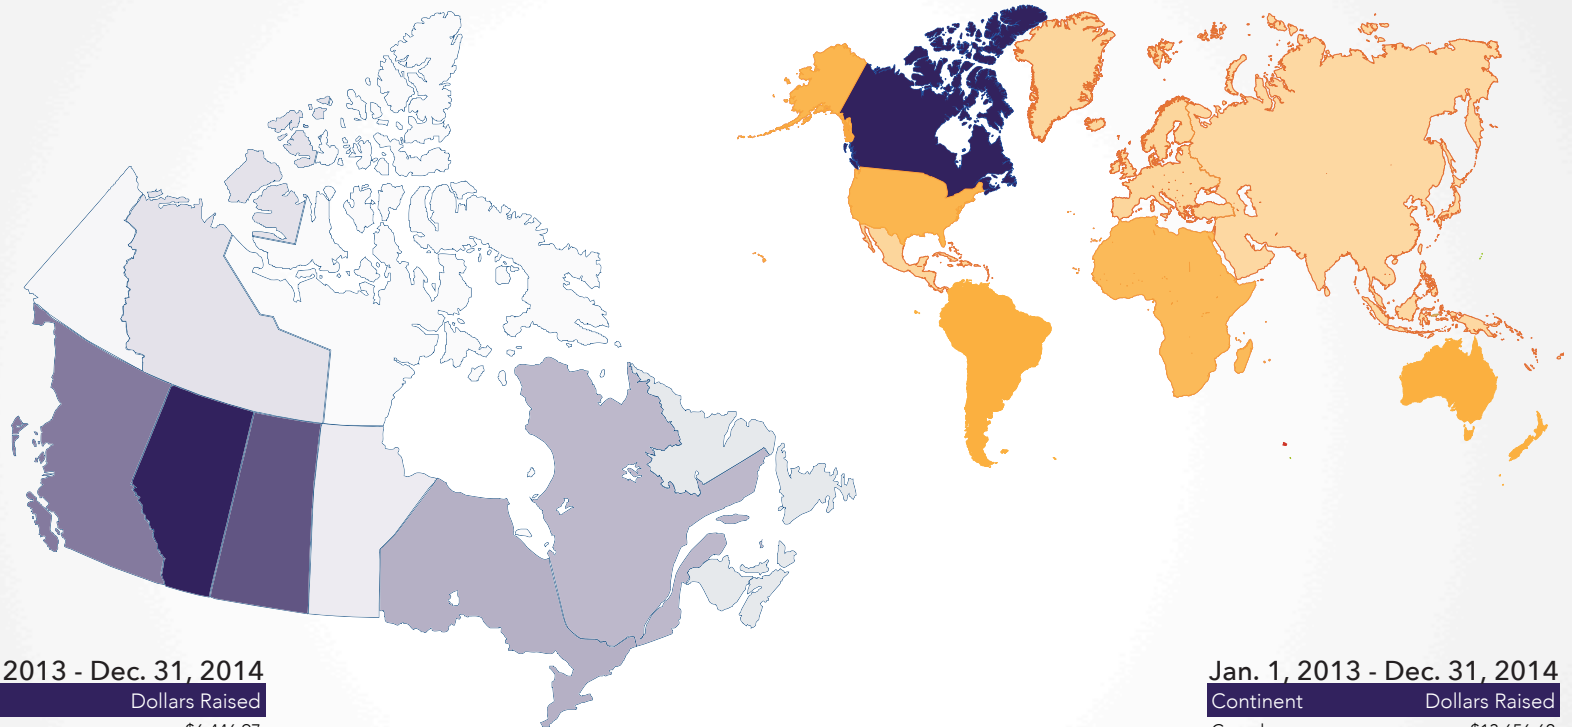 2013 - Dec. 31, 2014
Dollars Raised
Jan. 1, 2013 - Dec. 31, 2014
Continent Dollars Raised